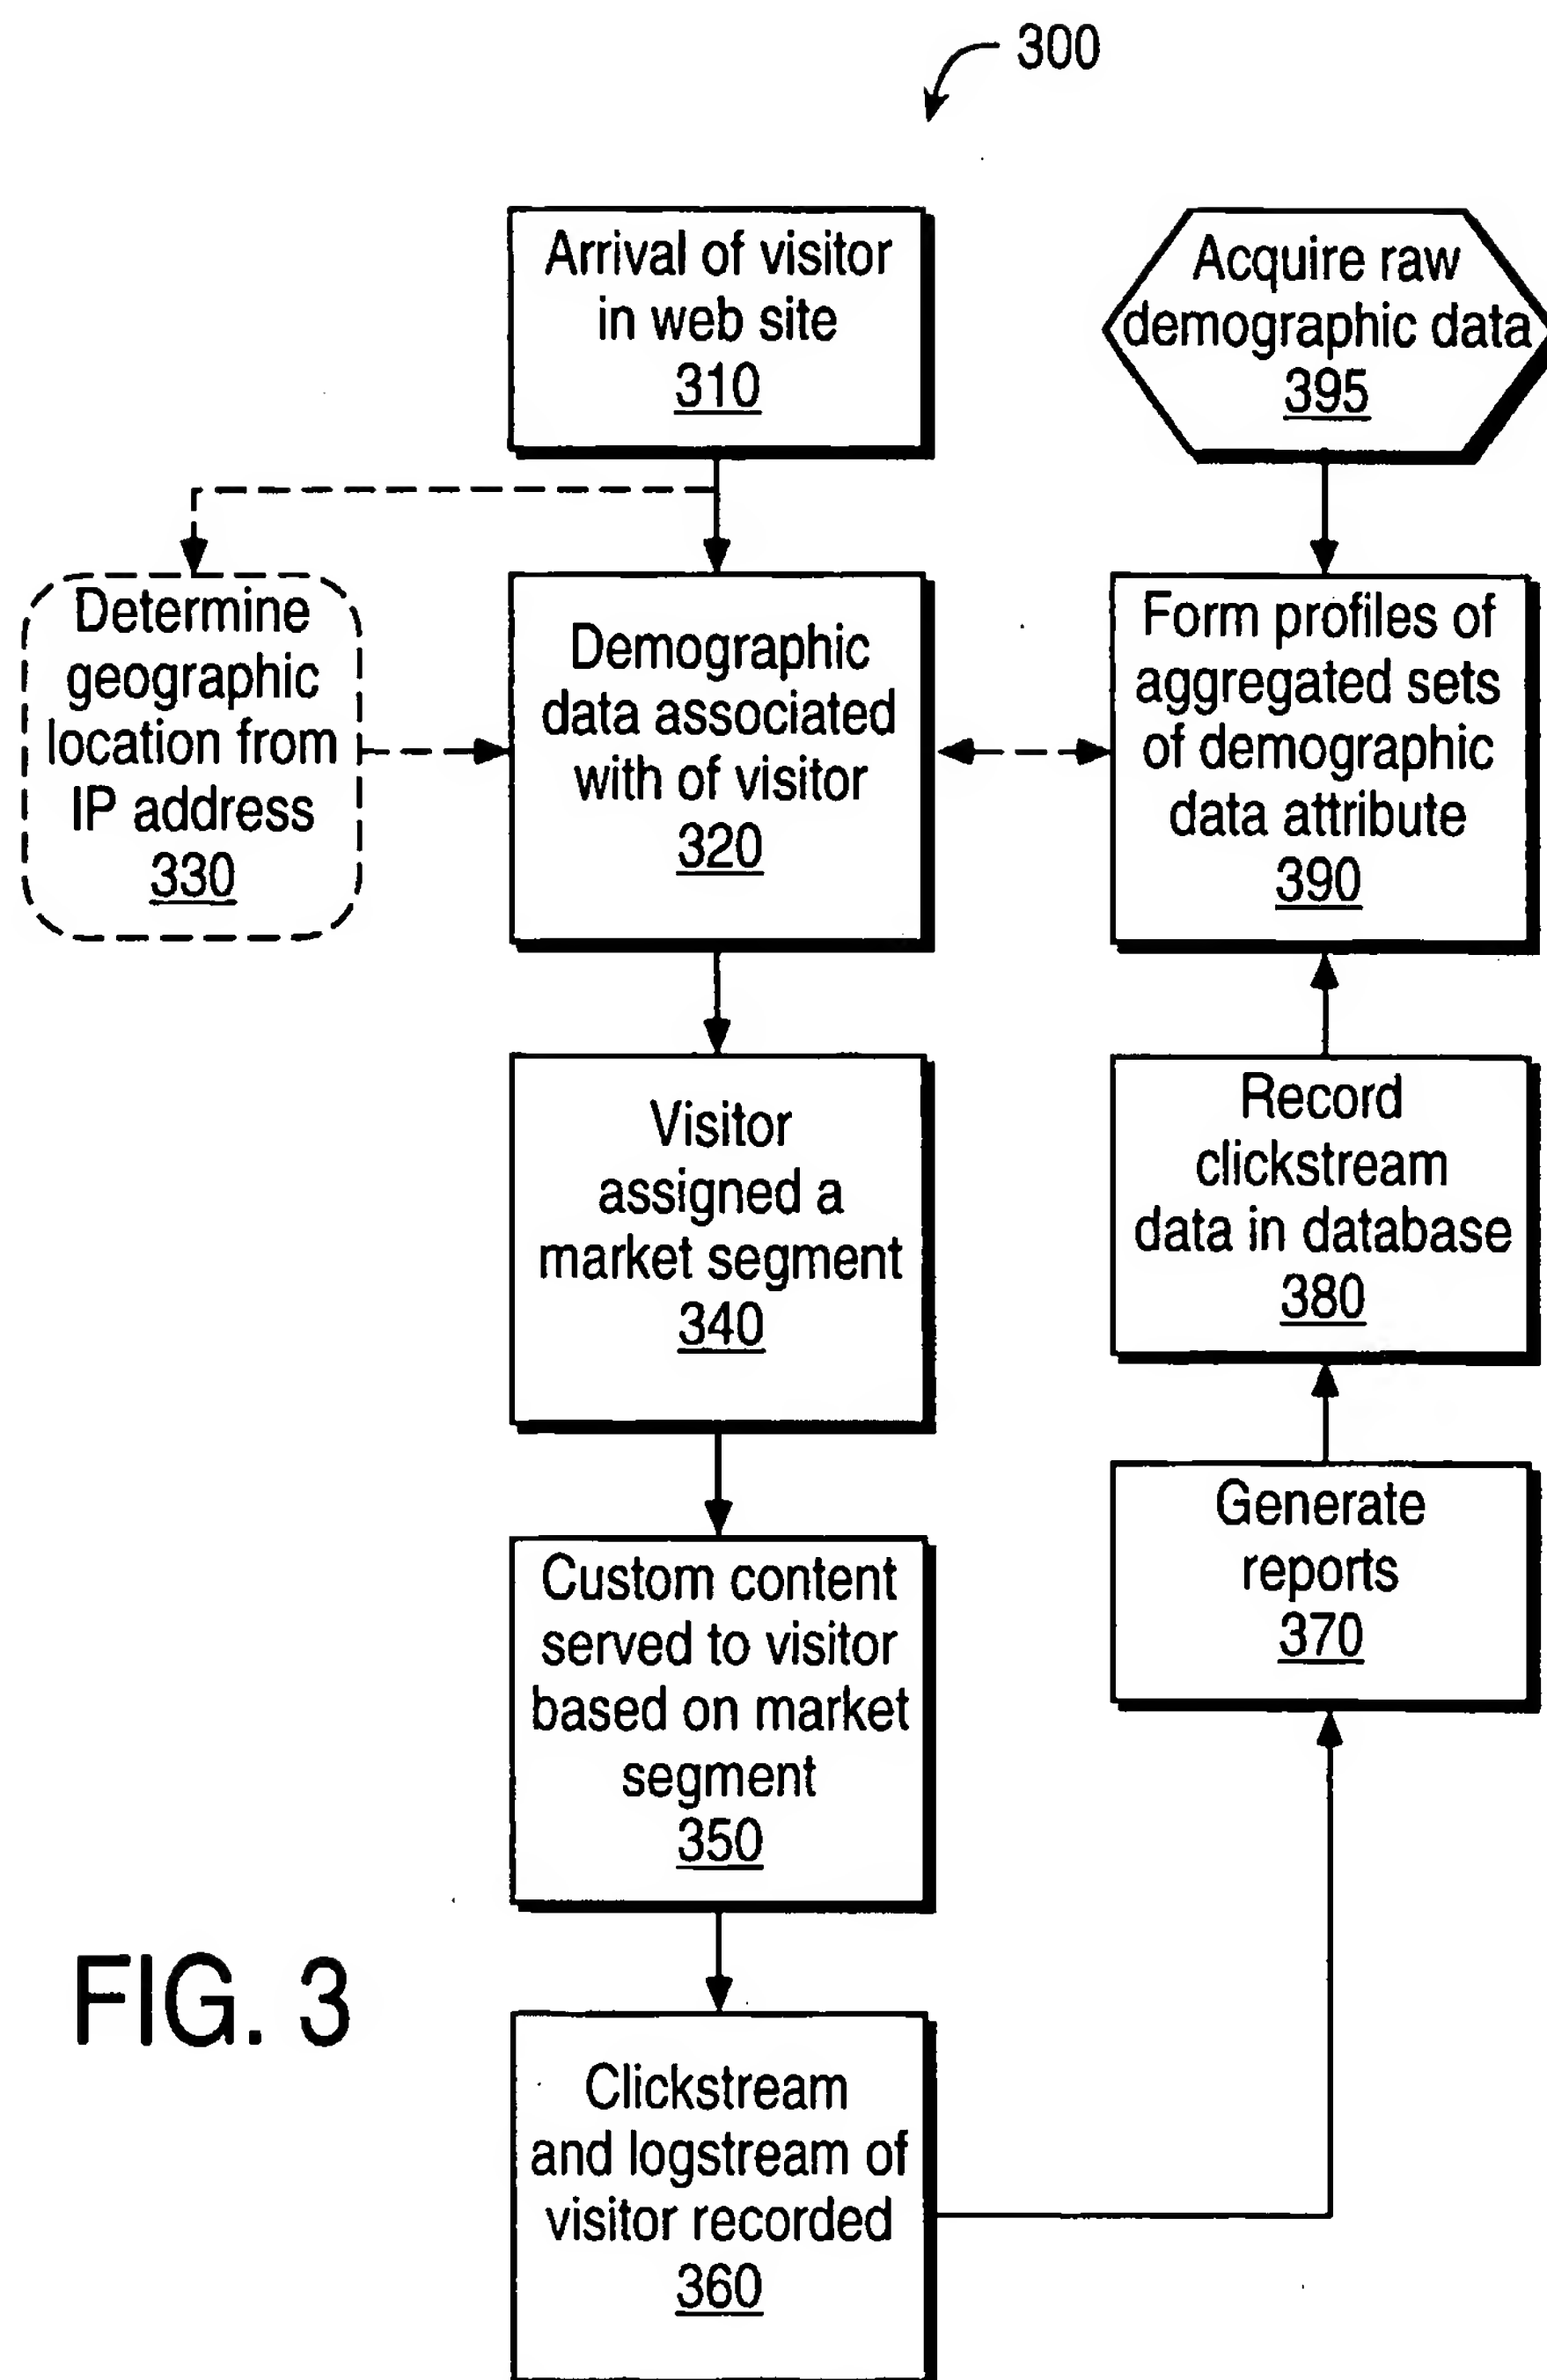 300
Arrival of visitor
in web site
310
Acquire raw
demographic data
395
Determine
geographic
location from
IP address
330
Demographic
data associated
with of visitor
320
Form profiles of
aggregated sets
of demographic
data attribute
390
Visitor
assigned a
market segment
340
Record
clickstream
data in database
380
Custom content
served to visitor
based on market
segment
350
Generate
reports
370
Clickstream
and logstream of
visitor recorded
360
FIG. 3